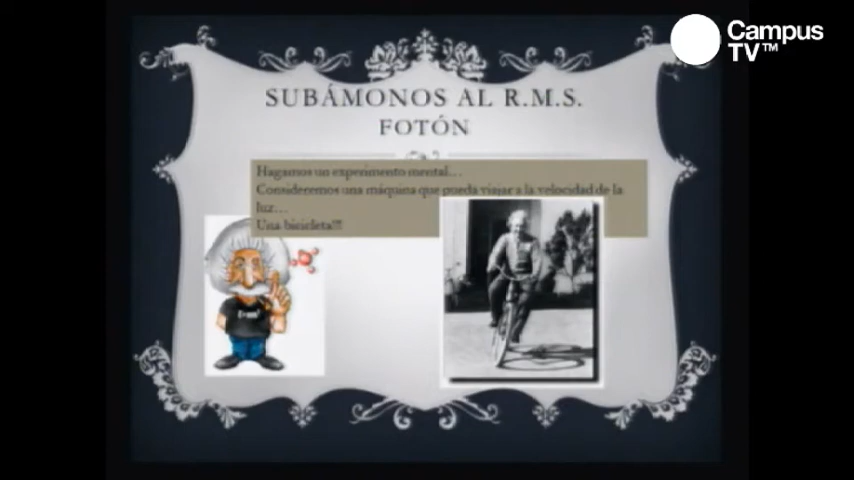 Campus
TV™
SUBÁMONOS AL R.M.S.
FOTÓN
Hagamos un experimento mental…
Consideremos una máquina que pueda viajar a la velocidad de la
luz…
Una bicicleta!!!